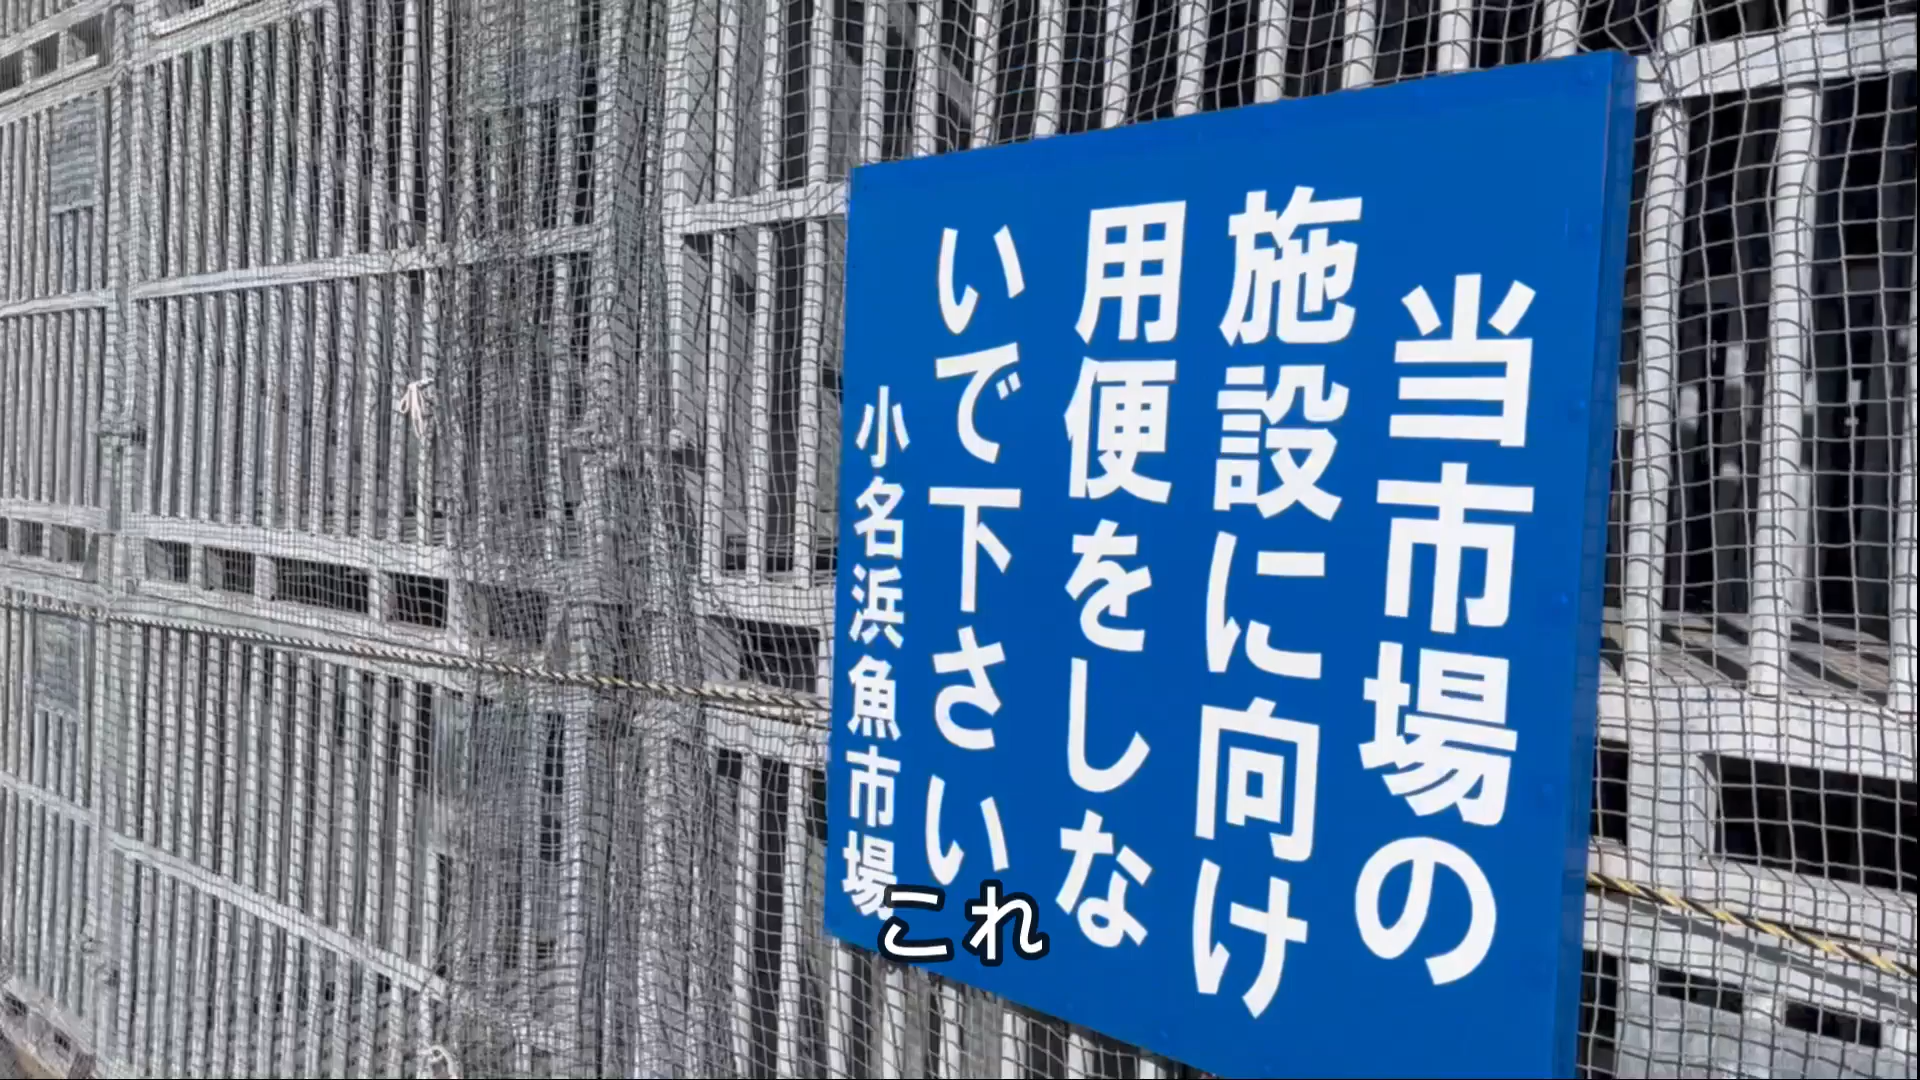 当市場の
施設に向け
用便をしな
いで下さい
小名浜魚市場
これ